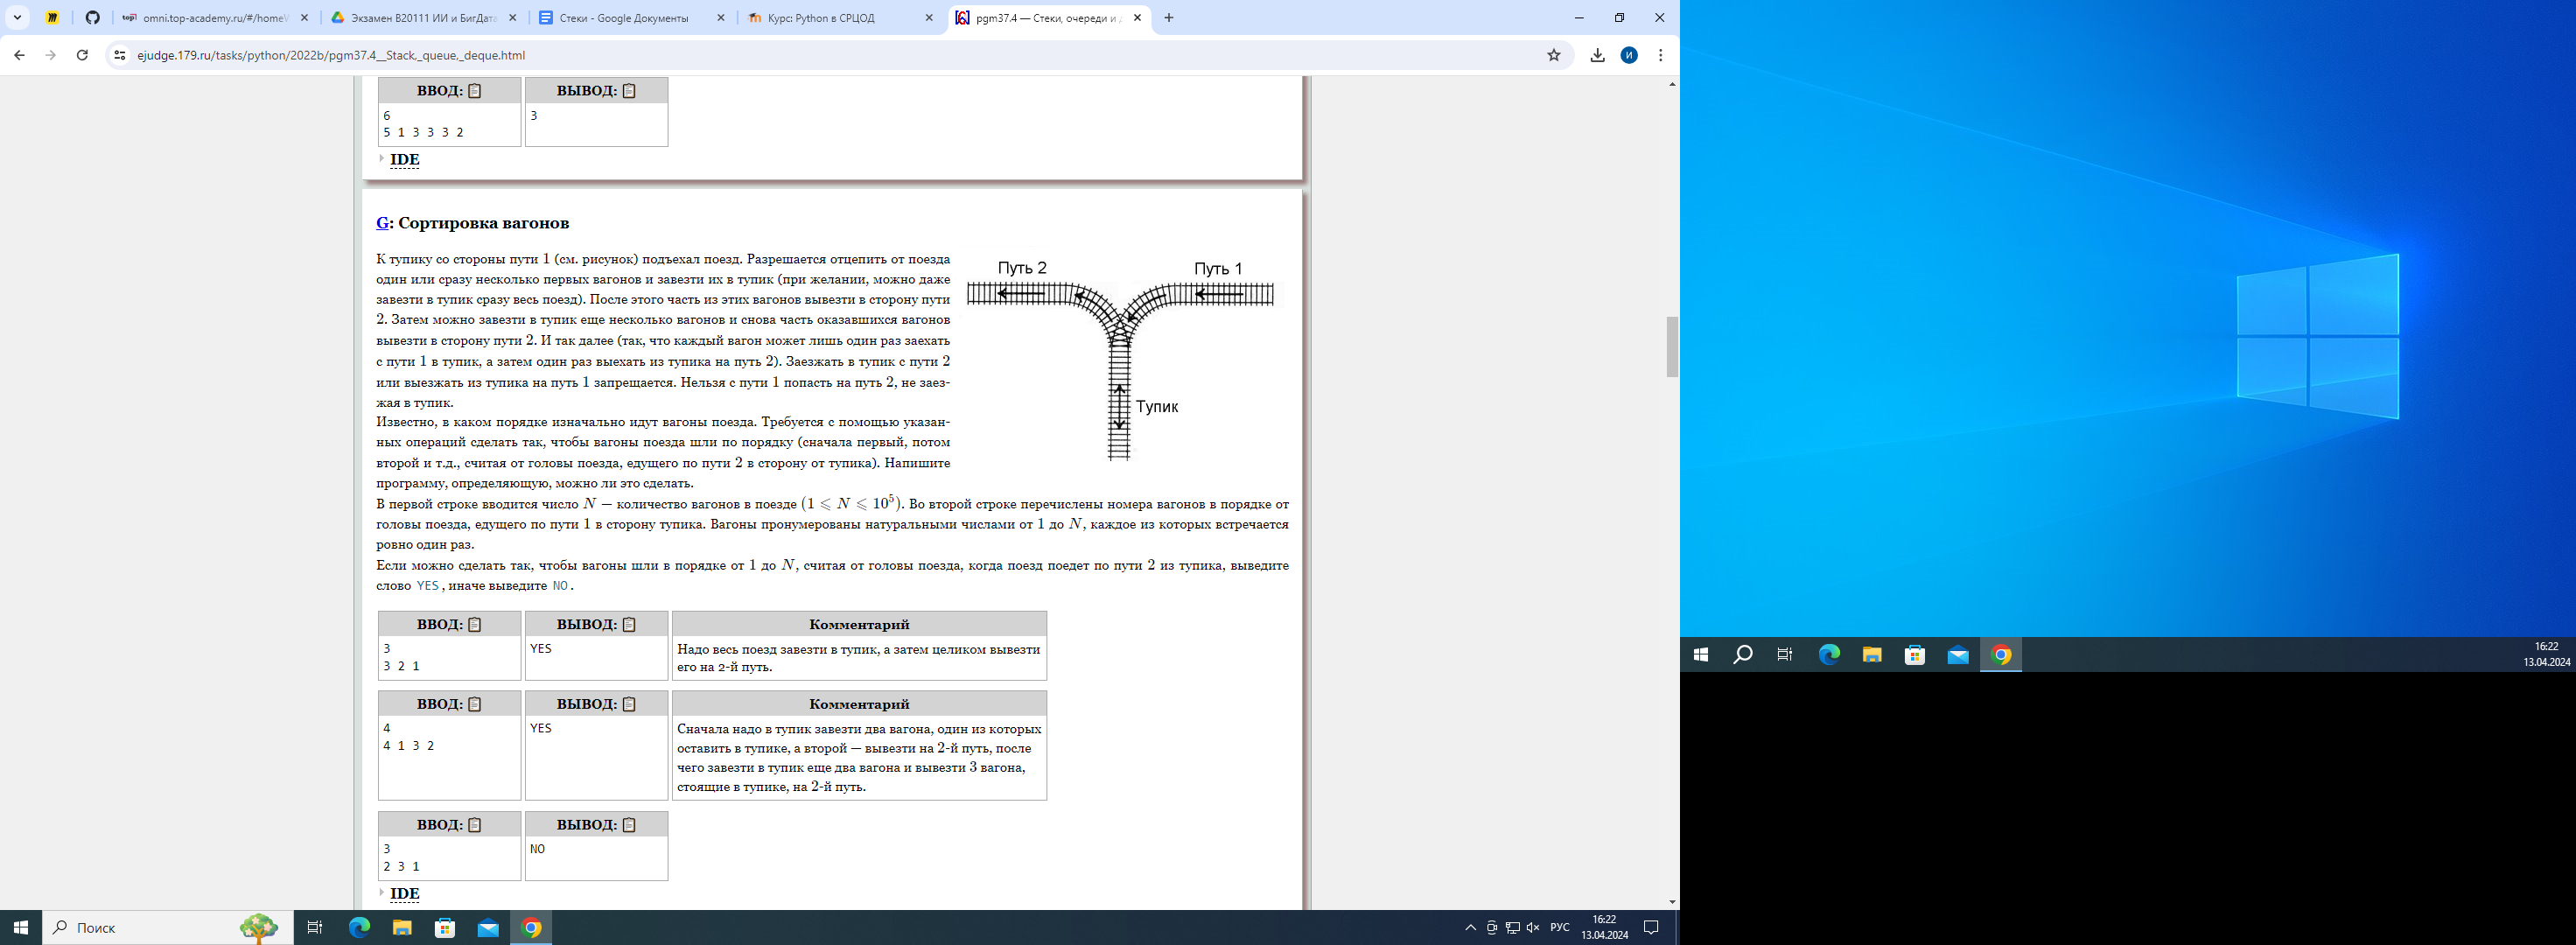 omni.top-academy.ru/#/home
Экзамен В20111 ИИ и БигДата
Стеки - Google Документы
Курс: Python в СРЦОД
pgm37.4 — Стеки, очереди и
ejudge.179.ru/tasks/python/2022b/pgm37.4__Stack,_queue,_deque.html
И
ВВОД: ВЫВОД:
6 3
5 1 3 3 3 2
IDE
G: Сортировка вагонов
К тупику со стороны пути 1 (см. рисунок) подъехал поезд. Разрешается отцепить от поезда
один или сразу несколько первых вагонов и завезти их в тупик (при желании, можно даже
завезти в тупик сразу весь поезд). После этого часть из этих вагонов вывезти в сторону пути
2. Затем можно завезти в тупик еще несколько вагонов и снова часть оказавшихся вагонов
вывезти в сторону пути 2. И так далее (так, что каждый вагон может лишь один раз заехать
с пути 1 в тупик, а затем один раз выехать из тупика на путь 2). Заезжать в тупик с пути 2
или выезжать из тупика на путь 1 запрещается. Нельзя с пути 1 попасть на путь 2, не заез-
жая в тупик.
Известно, в каком порядке изначально идут вагоны поезда. Требуется с помощью указан-
ных операций сделать так, чтобы вагоны поезда шли по порядку (сначала первый, потом
второй и т.д., считая от головы поезда, едущего по пути 2 в сторону от тупика). Напишите
программу, определяющую, можно ли это сделать.
Путь 2 Путь 1
Тупик
В первой строке вводится число N — количество вагонов в поезде (1 ⩽ N ⩽ 10⁵). Во второй строке перечислены номера вагонов в порядке от
головы поезда, едущего по пути 1 в сторону тупика. Вагоны пронумерованы натуральными числами от 1 до N, каждое из которых встречается
ровно один раз.
Если можно сделать так, чтобы вагоны шли в порядке от 1 до N, считая от головы поезда, когда поезд поедет по пути 2 из тупика, выведите
слово YES, иначе выведите NO.
ВВОД: ВЫВОД: Комментарий
3 YES Надо весь поезд завезти в тупик, а затем целиком вывезти
3 2 1 его на 2-й путь.
ВВОД: ВЫВОД: Комментарий
4 YES Сначала надо в тупик завезти два вагона, один из которых
4 1 3 2 оставить в тупике, а второй — вывезти на 2-й путь, после
чего завезти в тупик еще два вагона и вывезти 3 вагона,
стоящие в тупике, на 2-й путь.
ВВОД: ВЫВОД:
3 NO
2 3 1
IDE
Поиск
РУС
16:22
13.04.2024
16:22
13.04.2024